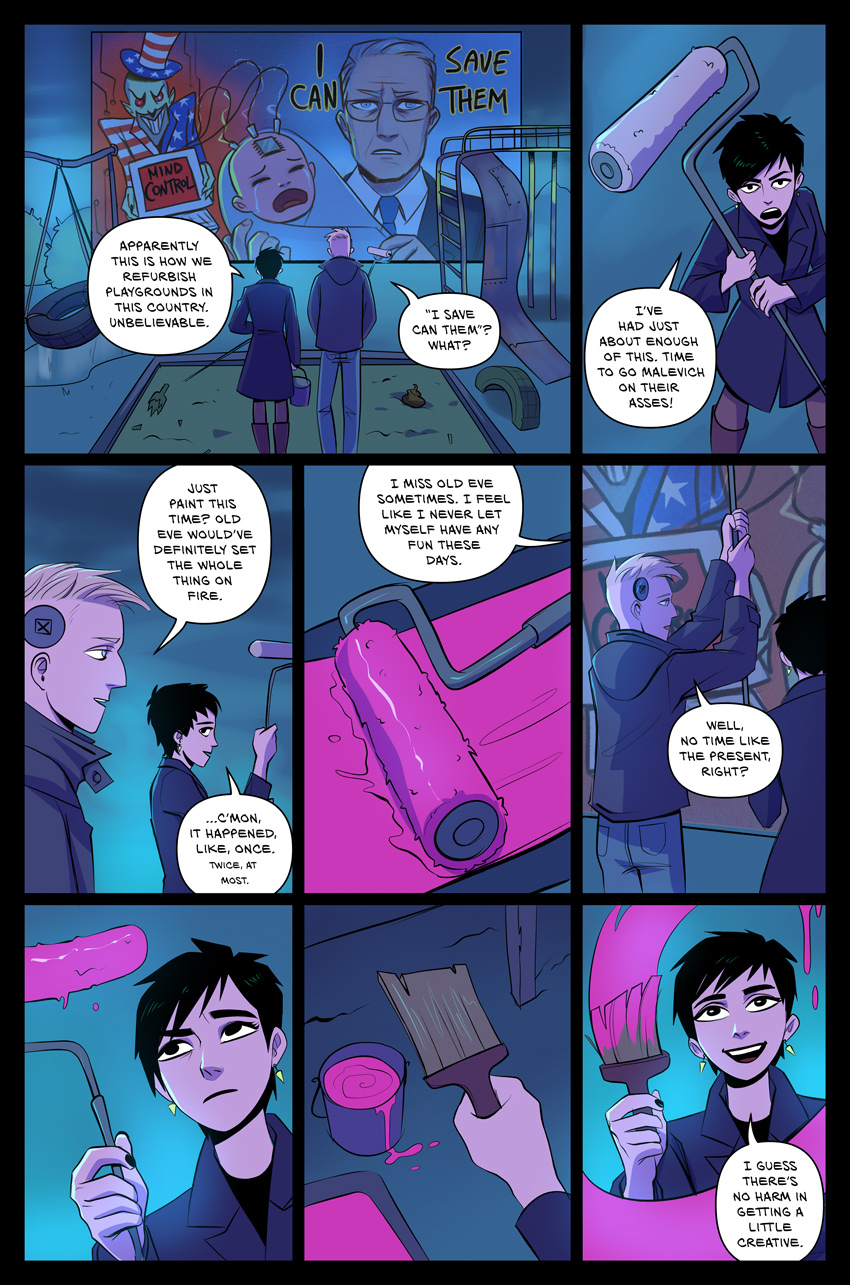 I
CAN
SAVE
THEM
MIND
CONTROL
APPARENTLY
THIS IS HOW WE
REFURBISH
PLAYGROUNDS IN
THIS COUNTRY.
UNBELIEVABLE.
"I SAVE
CAN THEM"?
WHAT?
I'VE
HAD JUST
ABOUT ENOUGH
OF THIS. TIME
TO GO MALEVICH
ON THEIR
ASSES!
JUST
PAINT THIS
TIME? OLD
EVE WOULD'VE
DEFINITELY SET
THE WHOLE
THING ON
FIRE.
...C'MON,
IT HAPPENED,
LIKE, ONCE.
TWICE, AT
MOST.
I MISS OLD EVE
SOMETIMES. I FEEL
LIKE I NEVER LET
MYSELF HAVE ANY
FUN THESE
DAYS.
WELL,
NO TIME LIKE
THE PRESENT,
RIGHT?
I GUESS
THERE'S
NO HARM IN
GETTING A
LITTLE
CREATIVE.